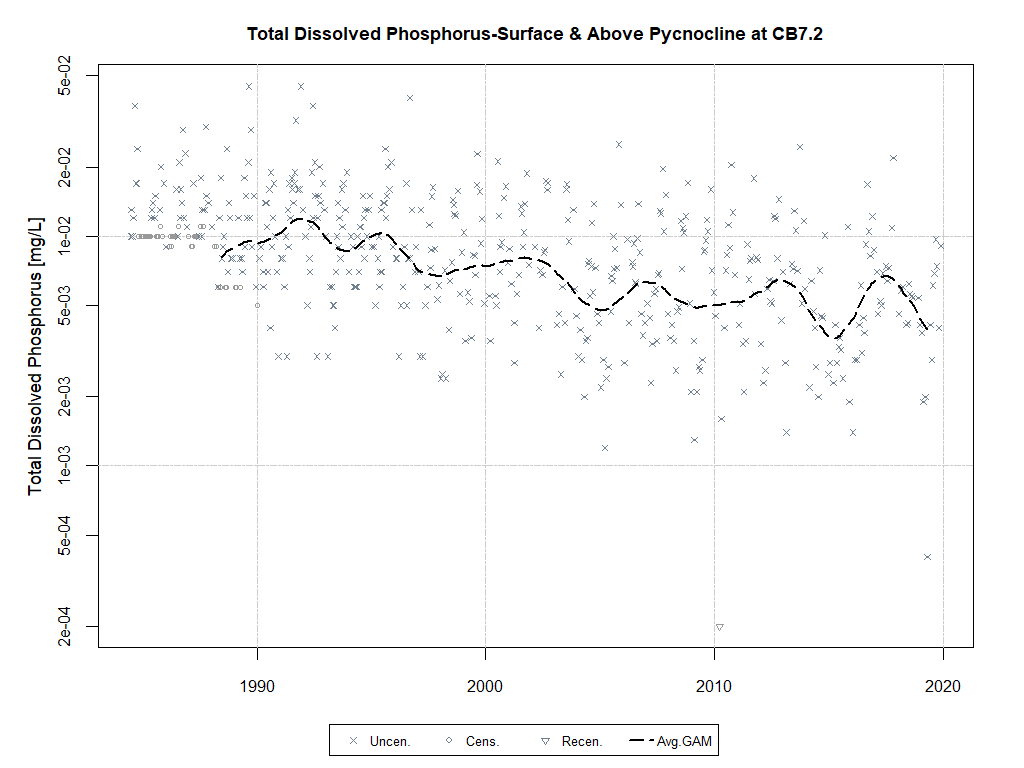 Total Dissolved Phosphorus-Surface & Above Pycnocline at CB7.2
Total Dissolved Phosphorus [mg/L]
5e-02
2e-02
1e-02
5e-03
2e-03
1e-03
5e-04
2e-04
1990 2000 2010 2020
Uncen. Cens. Recen. Avg.GAM